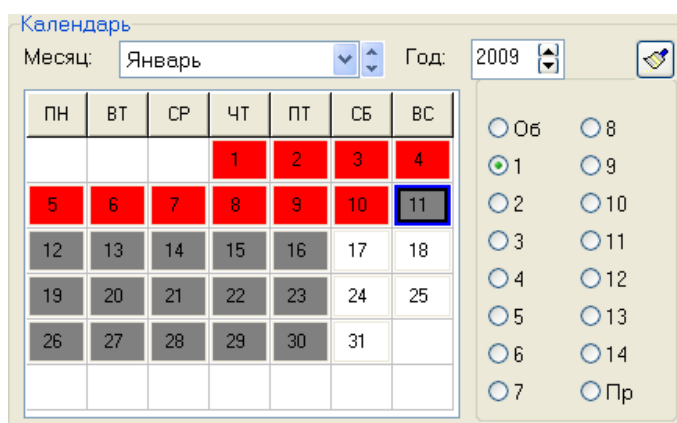 Календарь
Месяц: Январь Год: 2009
ПН ВТ СР ЧТ ПТ СБ ВС
1 2 3 4
5 6 7 8 9 10 11
12 13 14 15 16 17 18
19 20 21 22 23 24 25
26 27 28 29 30 31
Об 8
1 9
2 10
3 11
4 12
5 13
6 14
7 Пр